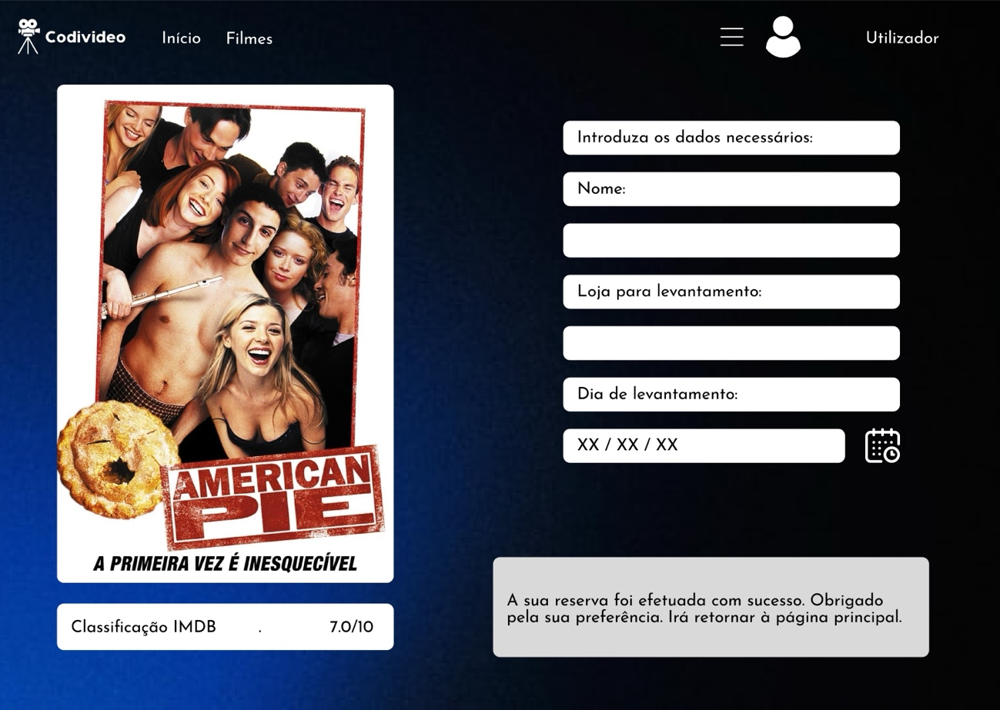 Codivideo
Início
Filmes
Utilizador
AMERICAN
PIE
A PRIMEIRA VEZ É INESQUECÍVEL
Classificação IMDB . 7.0/10
Introduza os dados necessários:
Nome:
Loja para levantamento:
Dia de levantamento:
XX / XX / XX
A sua reserva foi efetuada com sucesso. Obrigado
pela sua preferência. Irá retornar à página principal.